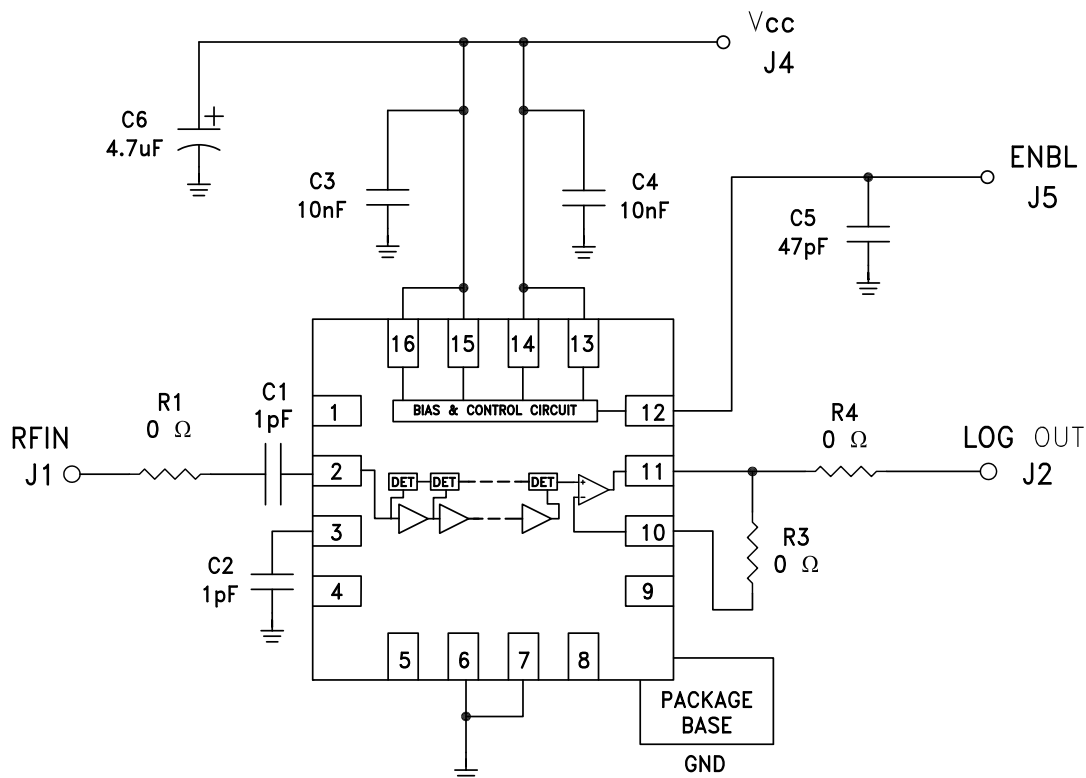 Vcc
J4
C6
4.7uF
+
C3
10nF
C4
10nF
ENBL
J5
C5
47pF
16
15
14
13
BIAS & CONTROL CIRCUIT
1
12
C1
1pF
R1
0 Ω
RFIN
J1
2
DET
DET
DET
+
−
11
R4
0 Ω
LOG OUT
J2
3
10
R3
0 Ω
C2
1pF
4
9
5
6
7
8
PACKAGE
BASE
GND